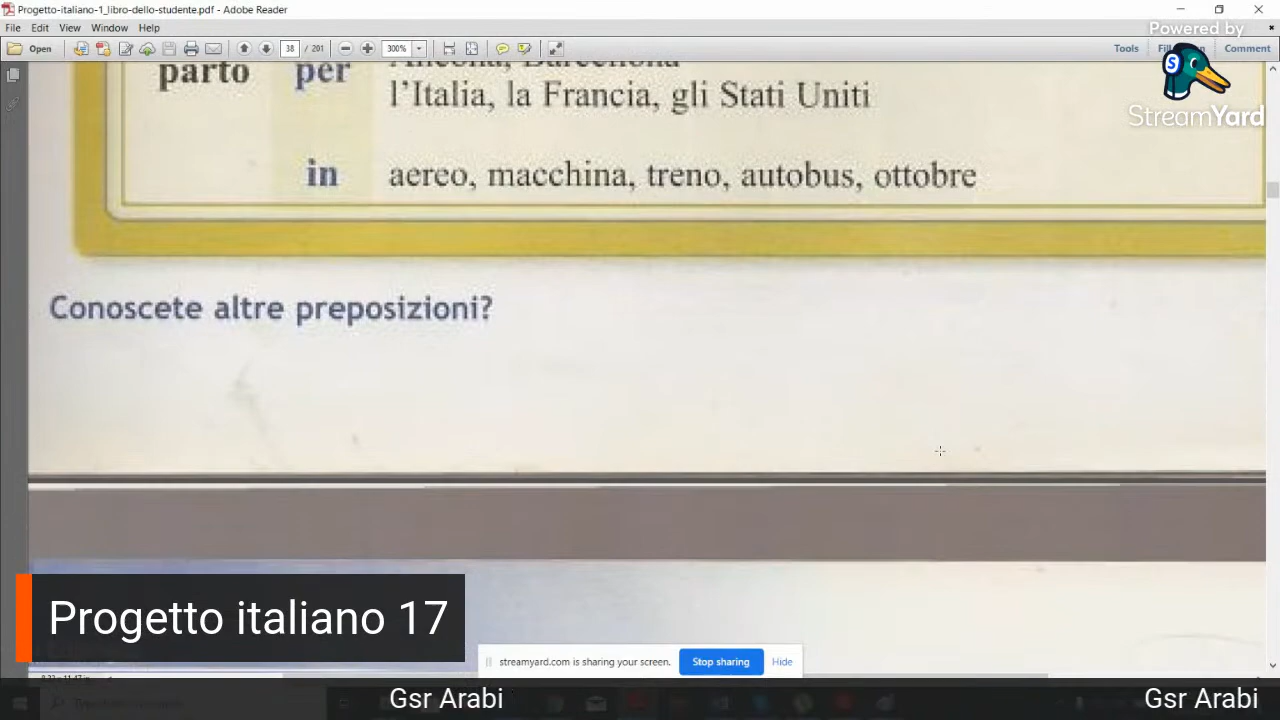 Progetto-italiano-1_libro-dello-studente.pdf - Adobe Reader
File Edit View Window Help
Open 38 / 201 300% Tools Comment
Powered by
StreamYard
parto per Ancona, Barcellona
l'Italia, la Francia, gli Stati Uniti
in aereo, macchina, treno, autobus, ottobre
Conoscete altre preposizioni?
Progetto italiano 17
streamyard.com is sharing your screen. Stop sharing Hide
Gsr Arabi Gsr Arabi